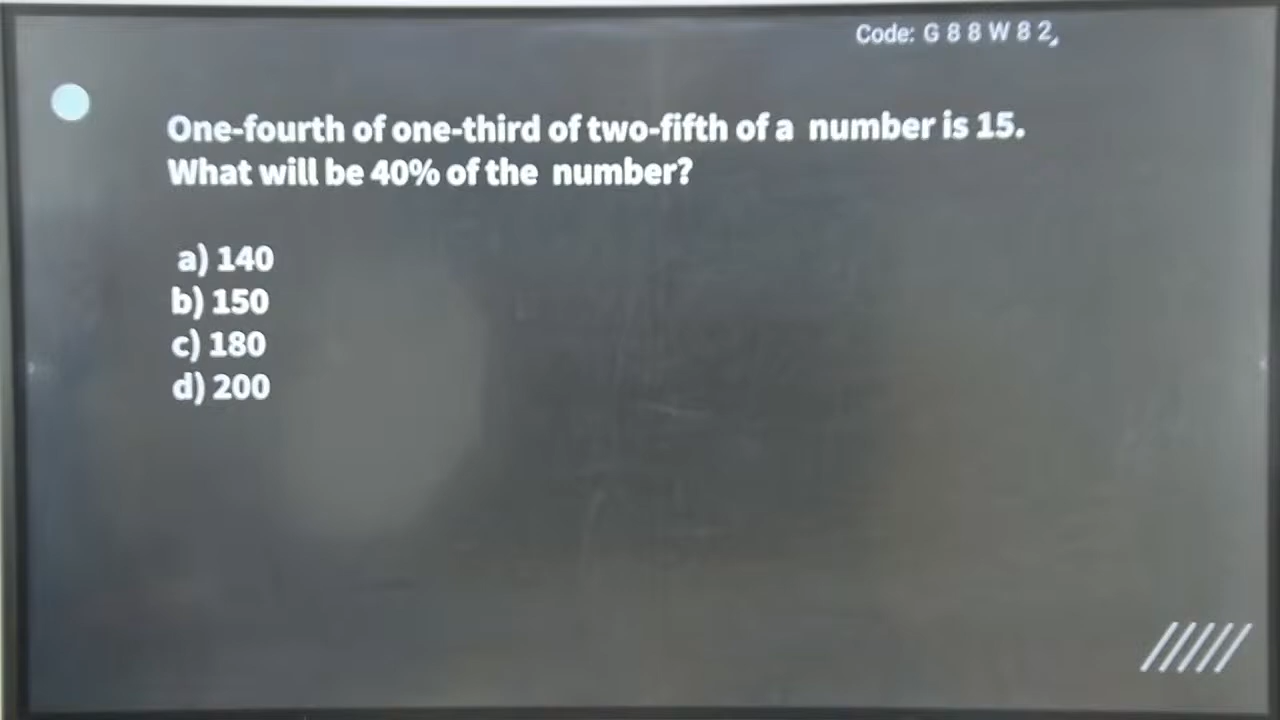 Code: G 8 8 W 8 2
One-fourth of one-third of two-fifth of a number is 15.
What will be 40% of the number?
a) 140
b) 150
c) 180
d) 200